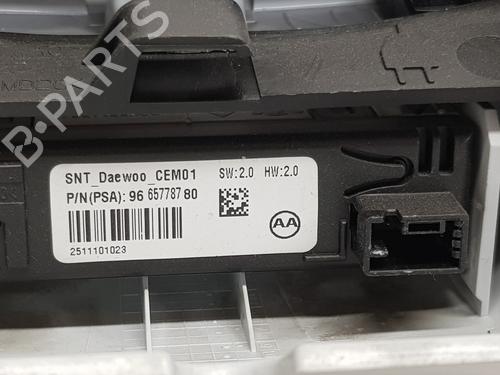 SNT_Daewoo_CEM01
SW:2.0 HW:2.0
P/N(PSA): 96 657787 80
AA
2511101023
B-PARTS